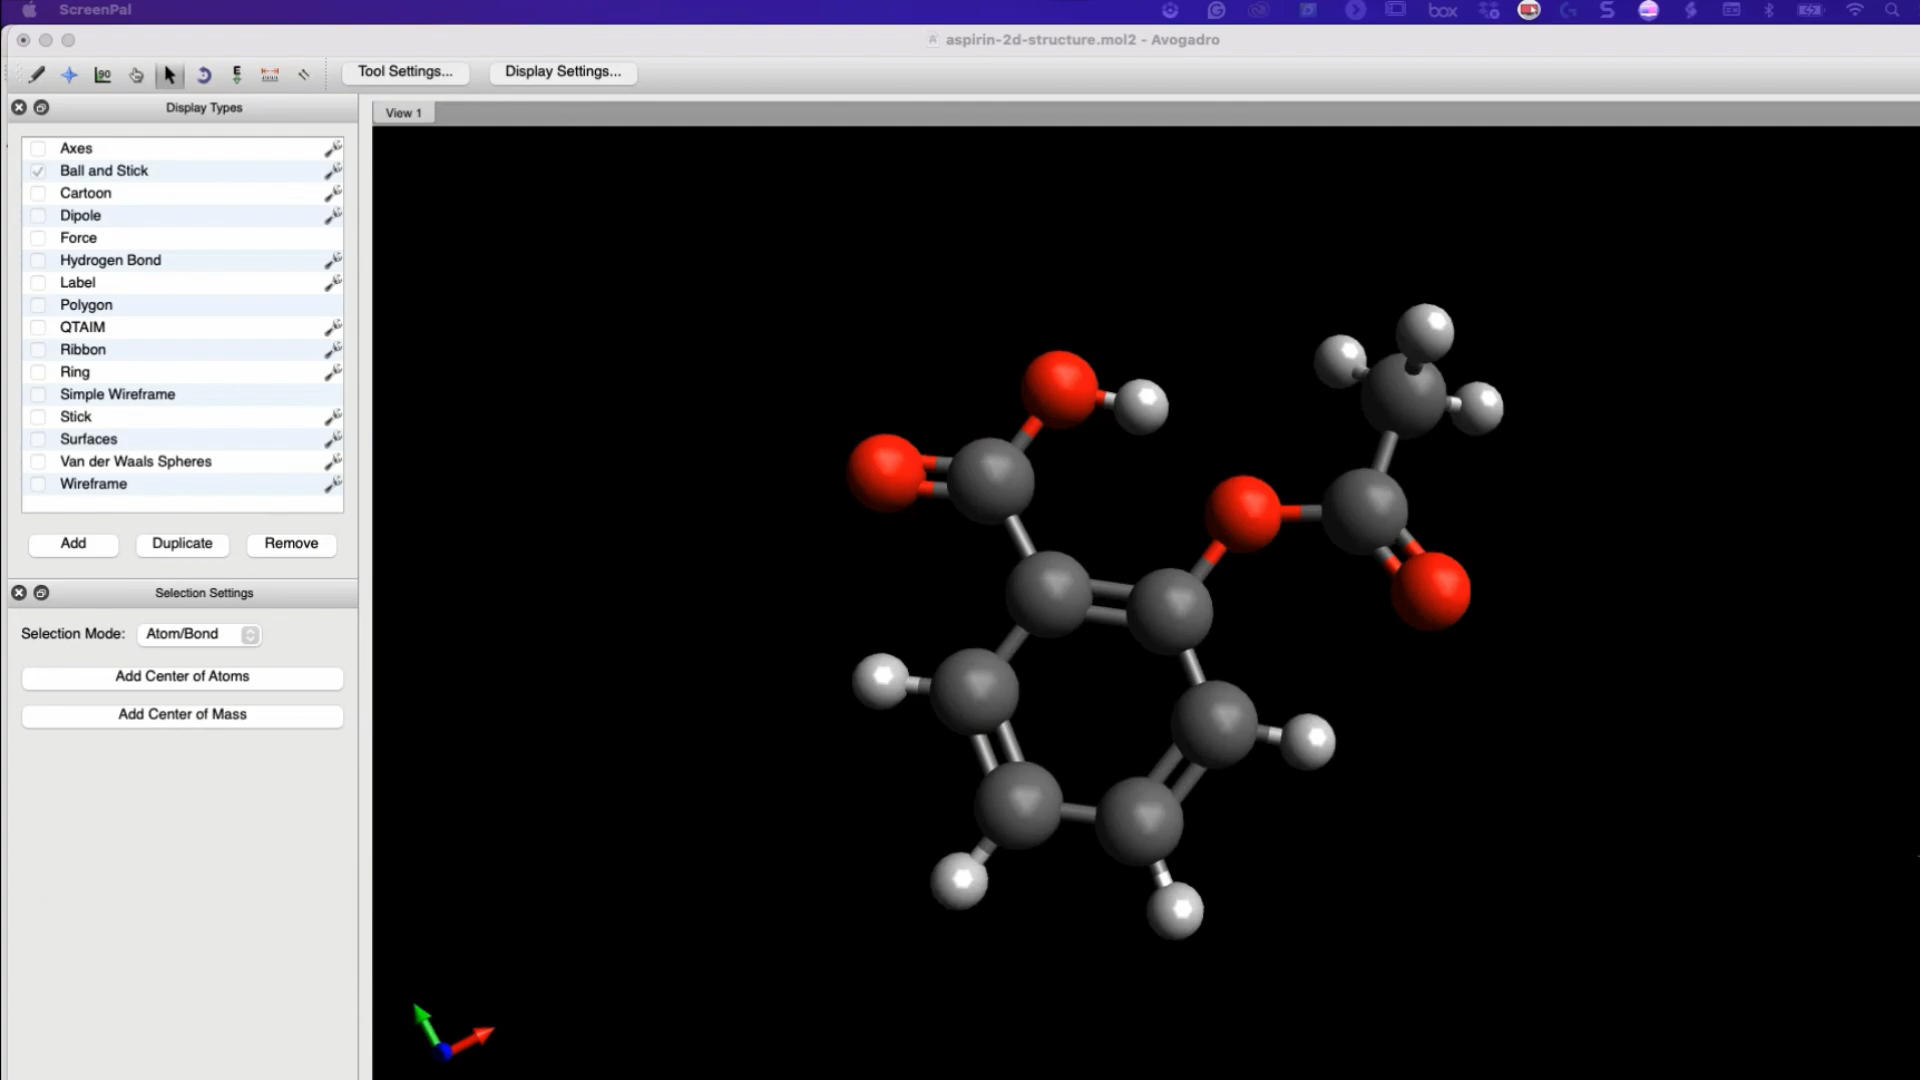 ScreenPal
box
aspirin-2d-structure.mol2 - Avogadro
90
E
Tool Settings...
Display Settings...
Display Types
View 1
Axes
Ball and Stick
Cartoon
Dipole
Force
Hydrogen Bond
Label
Polygon
QTAIM
Ribbon
Ring
Simple Wireframe
Stick
Surfaces
Van der Waals Spheres
Wireframe
Add
Duplicate
Remove
Selection Settings
Selection Mode:
Atom/Bond
Add Center of Atoms
Add Center of Mass